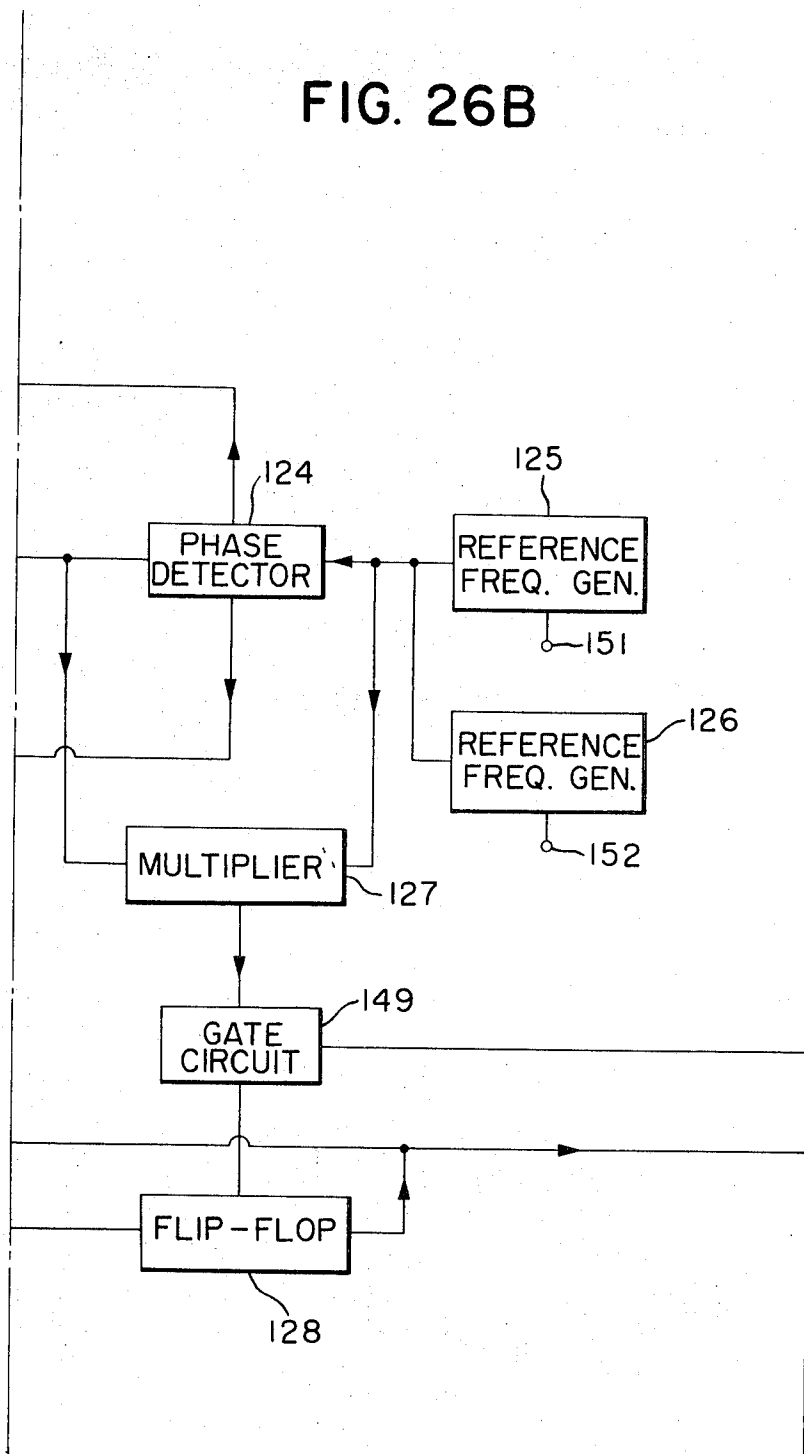 FIG. 26B
125
124
REFERENCE
FREQ. GEN.
PHASE
DETECTOR
151
126
REFERENCE
FREQ. GEN.
152
MULTIPLIER
127
149
GATE
CIRCUIT
FLIP-FLOP
128